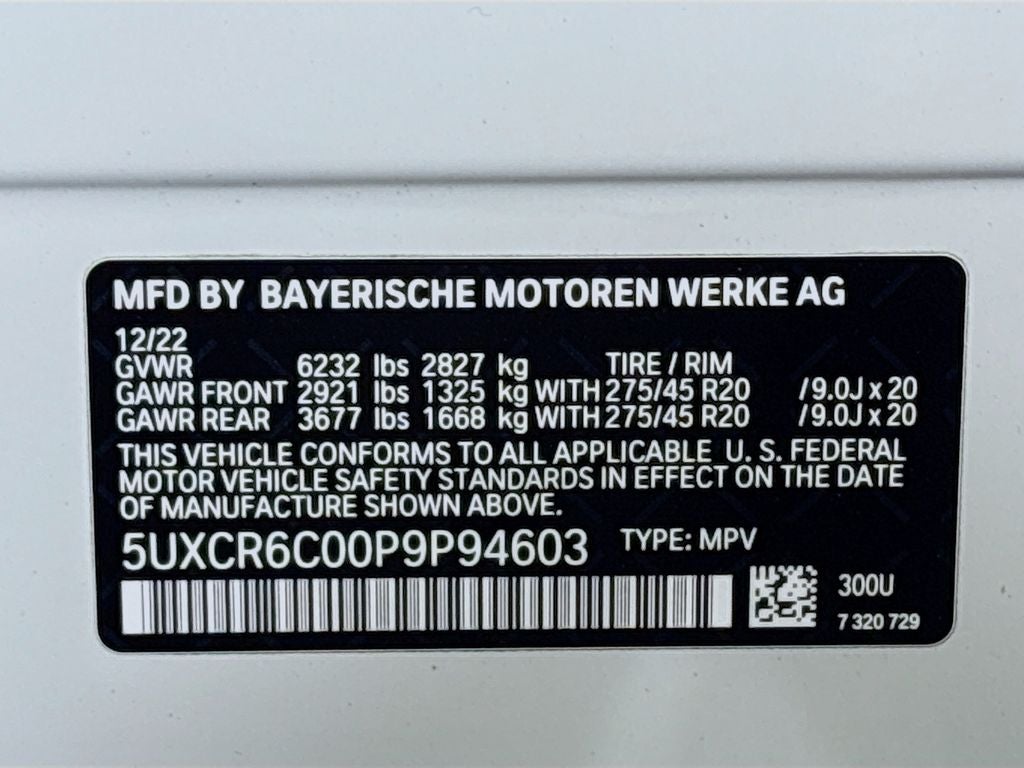 MFD BY BAYERISCHE MOTOREN WERKE AG
12/22
GVWR 6232 lbs 2827 kg TIRE / RIM
GAWR FRONT 2921 lbs 1325 kg WITH 275/45 R20 /9.0J x 20
GAWR REAR 3677 lbs 1668 kg WITH 275/45 R20 /9.0J x 20
THIS VEHICLE CONFORMS TO ALL APPLICABLE U. S. FEDERAL
MOTOR VEHICLE SAFETY STANDARDS IN EFFECT ON THE DATE
OF MANUFACTURE SHOWN ABOVE.
5UXCR6C00P9P94603 TYPE: MPV
300U
7 320 729